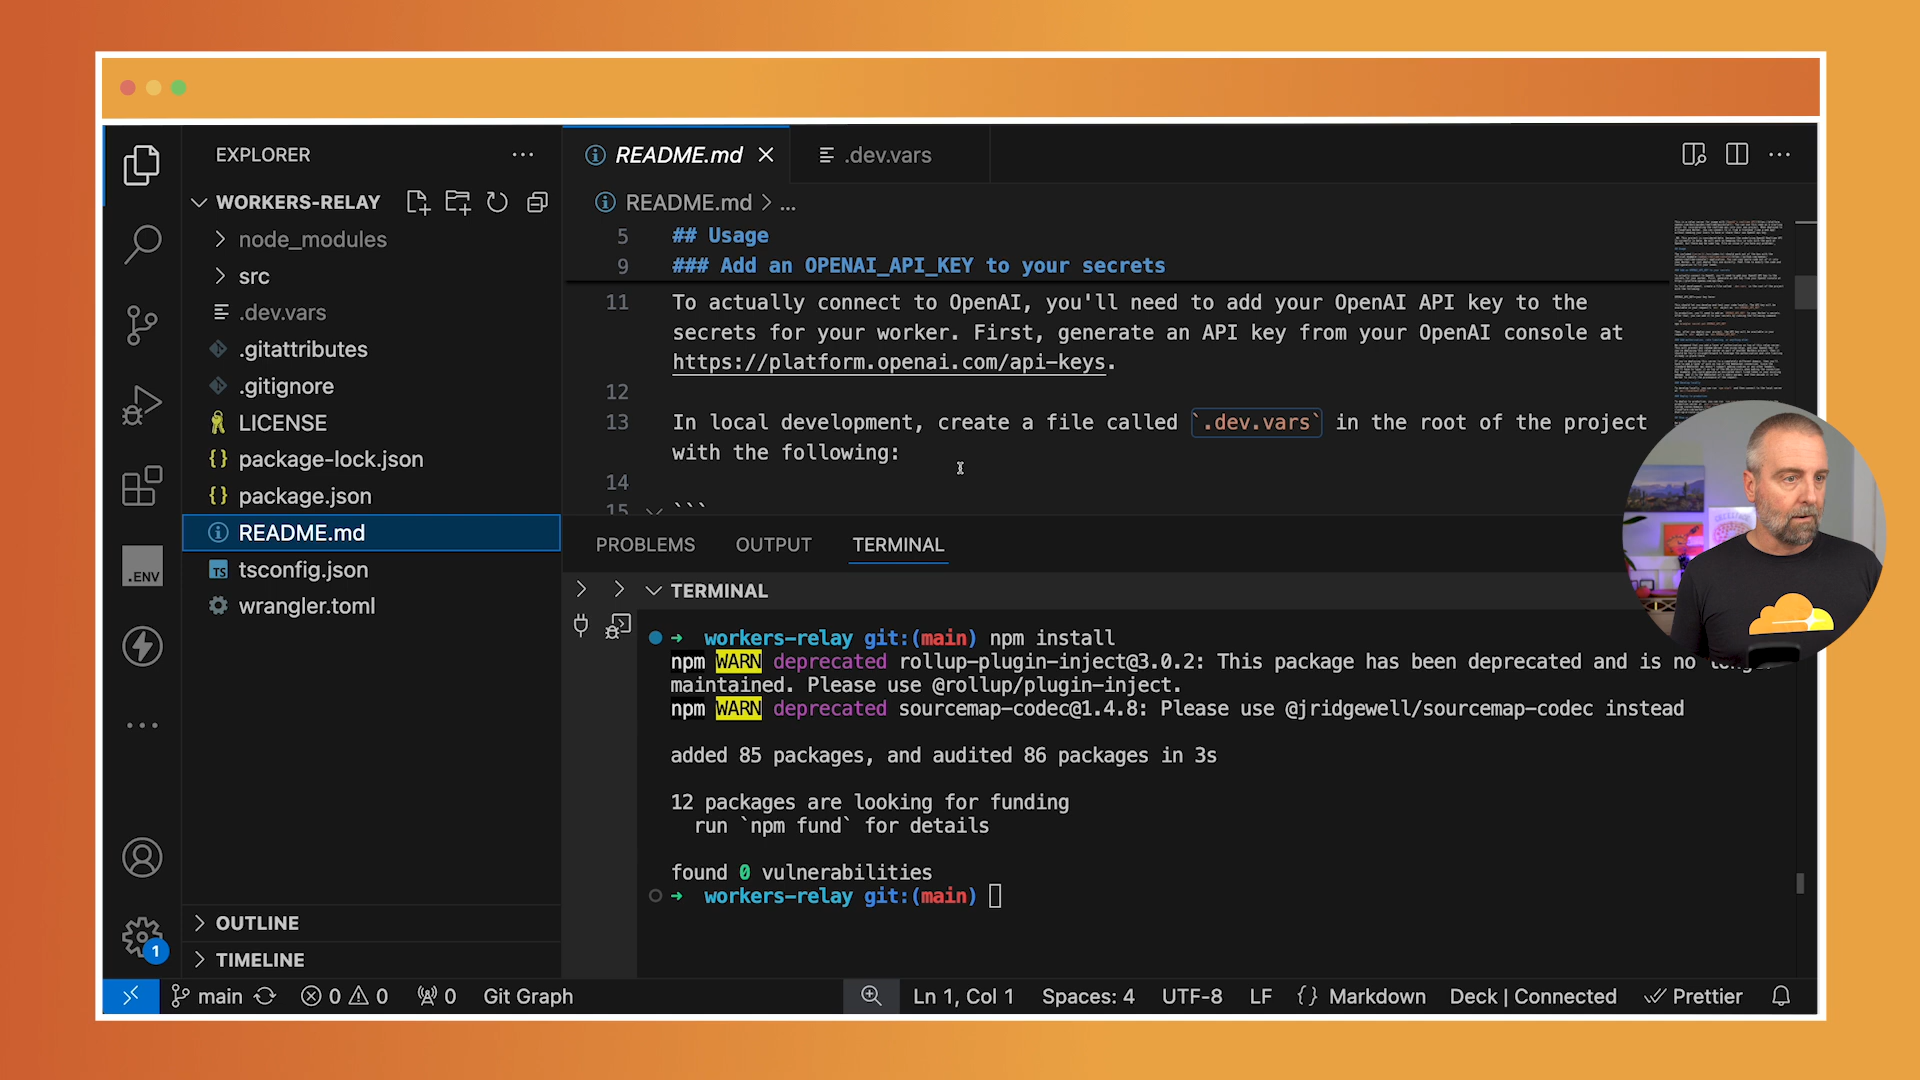 EXPLORER
WORKERS-RELAY
node_modules
src
.dev.vars
.gitattributes
.gitignore
LICENSE
package-lock.json
package.json
README.md
tsconfig.json
wrangler.toml
.ENV
1
OUTLINE
TIMELINE
README.md
.dev.vars
README.md > ...
5 ## Usage
9 ### Add an OPENAI_API_KEY to your secrets
11 To actually connect to OpenAI, you'll need to add your OpenAI API key to the
secrets for your worker. First, generate an API key from your OpenAI console at
https://platform.openai.com/api-keys.
12
13 In local development, create a file called `.dev.vars` in the root of the project
with the following:
14
15 ```
PROBLEMS OUTPUT TERMINAL
TERMINAL
workers-relay git:(main) npm install
npm WARN deprecated rollup-plugin-inject@3.0.2: This package has been deprecated and is no
maintained. Please use @rollup/plugin-inject.
npm WARN deprecated sourcemap-codec@1.4.8: Please use @jridgewell/sourcemap-codec instead
added 85 packages, and audited 86 packages in 3s
12 packages are looking for funding
run `npm fund` for details
found 0 vulnerabilities
workers-relay git:(main)
main 0 0 0 Git Graph Ln 1, Col 1 Spaces: 4 UTF-8 LF {} Markdown Deck | Connected Prettier